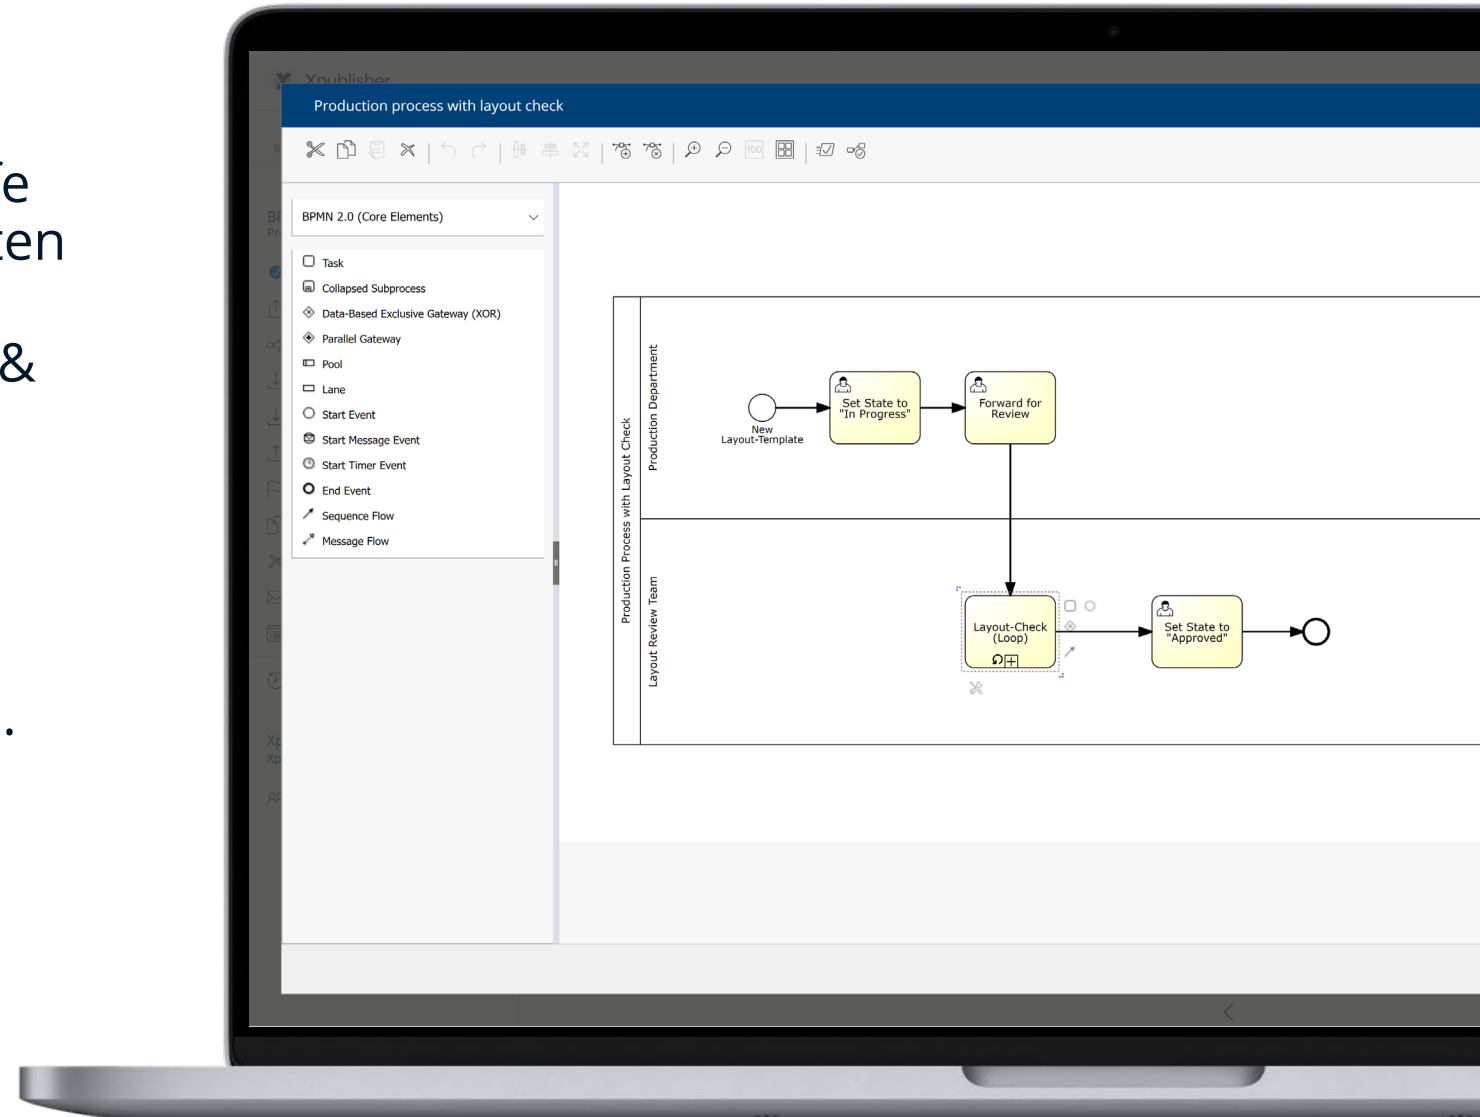 &
Xpublisher
Production process with layout check
100
BPMN 2.0 (Core Elements)
Task
Collapsed Subprocess
Data-Based Exclusive Gateway (XOR)
Parallel Gateway
Pool
Lane
Start Event
Start Message Event
Start Timer Event
End Event
Sequence Flow
Message Flow
Production Process with Layout Check
Production Department
New
Layout-Template
Set State to
"In Progress"
Forward for
Review
Layout Review Team
Layout-Check
(Loop)
Set State to
"Approved"